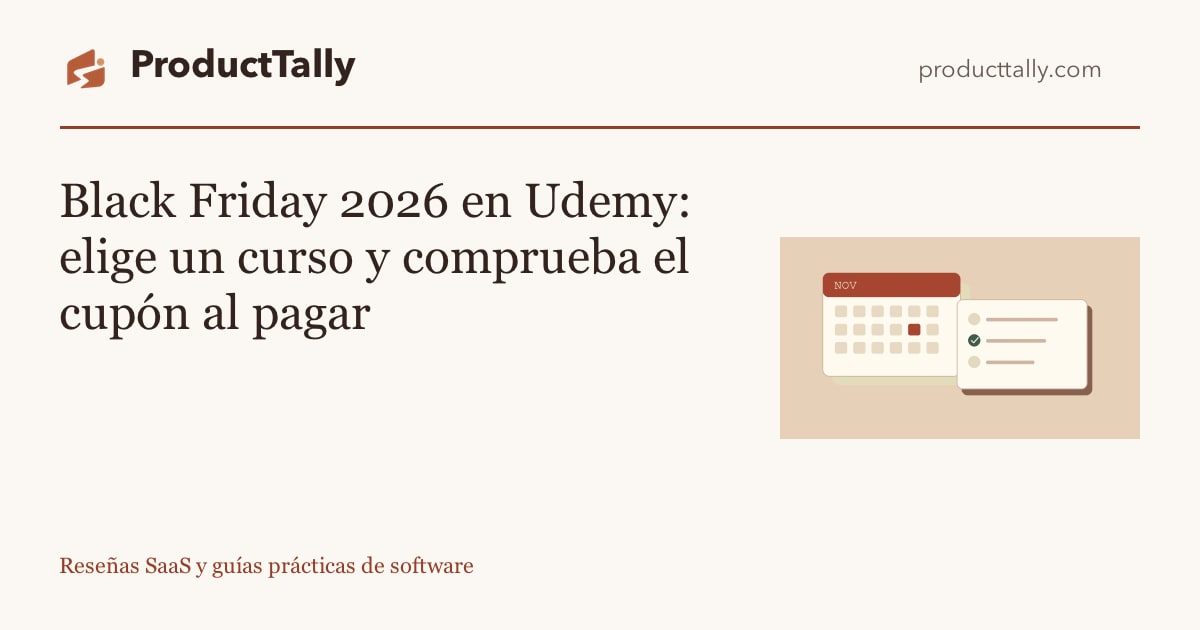 ProductTally
producttally.com
Black Friday 2026 en Udemy:
elige un curso y comprueba el
cupón al pagar
NOV
Reseñas SaaS y guías prácticas de software